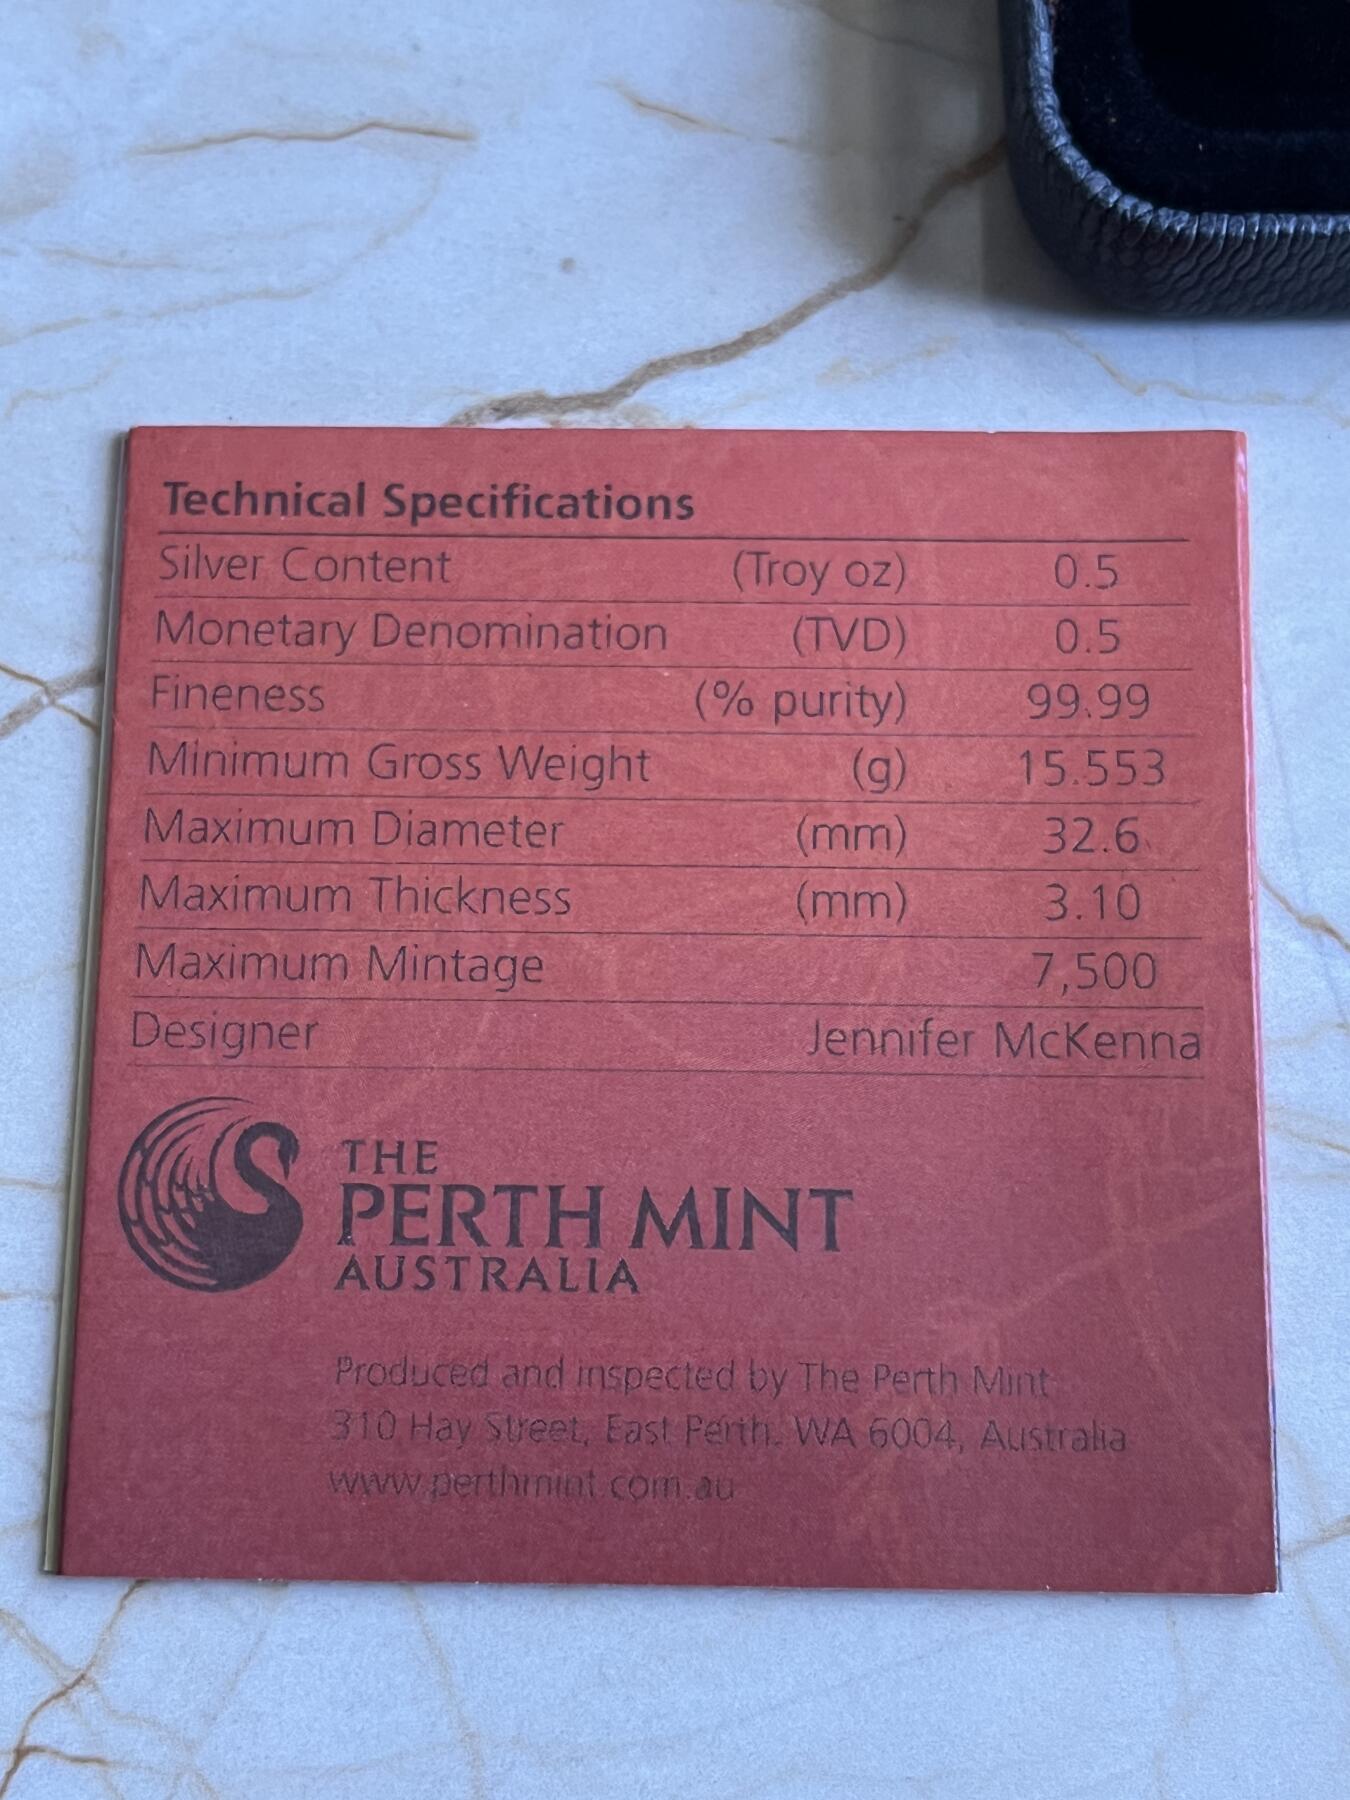 Technical Specifications
Silver Content (Troy oz) 0.5
Monetary Denomination (TVD) 0.5
Fineness (% purity) 99.99
Minimum Gross Weight (g) 15.553
Maximum Diameter (mm) 32.6
Maximum Thickness (mm) 3.10
Maximum Mintage 7,500
Designer Jennifer McKenna
THE
PERTH MINT
AUSTRALIA
Produced and inspected by The Perth Mint
310 Hay Street, East Perth, WA 6004, Australia
www.perthmint.com.au